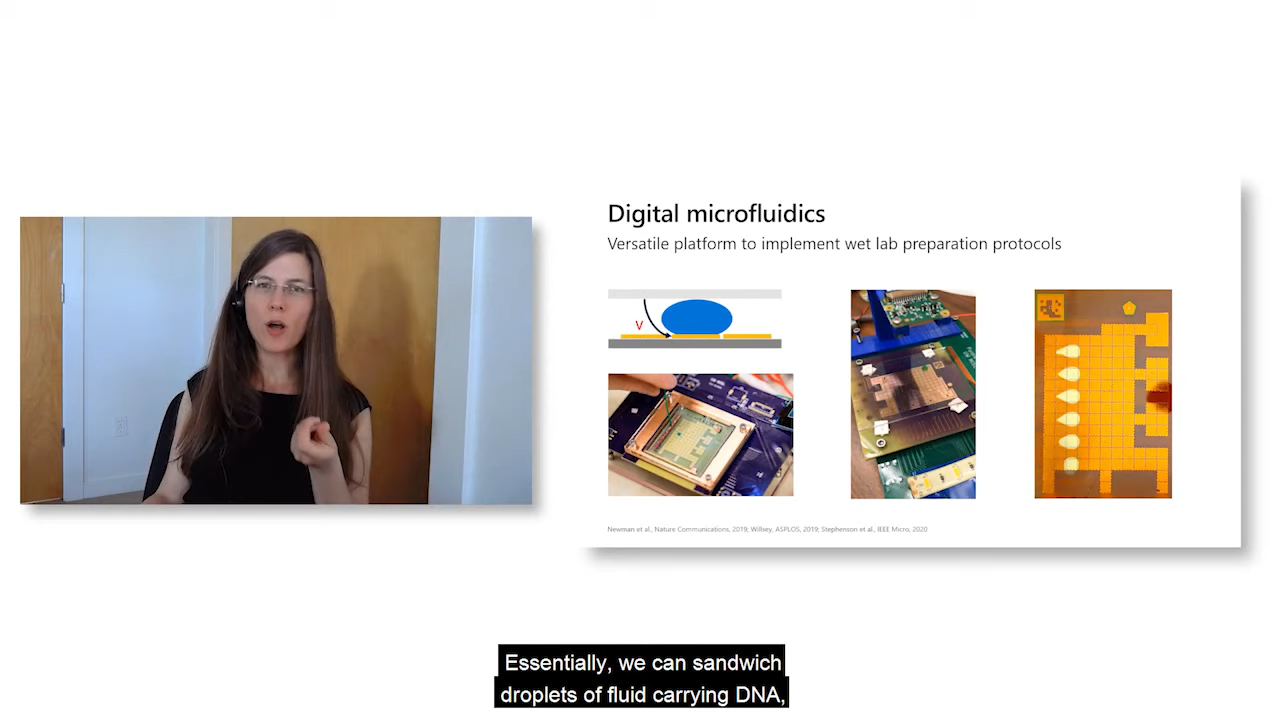 Digital microfluidics
Versatile platform to implement wet lab preparation protocols
V
Newman et al., Nature Communications, 2019; Willsey, ASPLOS, 2019; Stephenson et al., IEEE Micro, 2020
Essentially, we can sandwich
droplets of fluid carrying DNA,